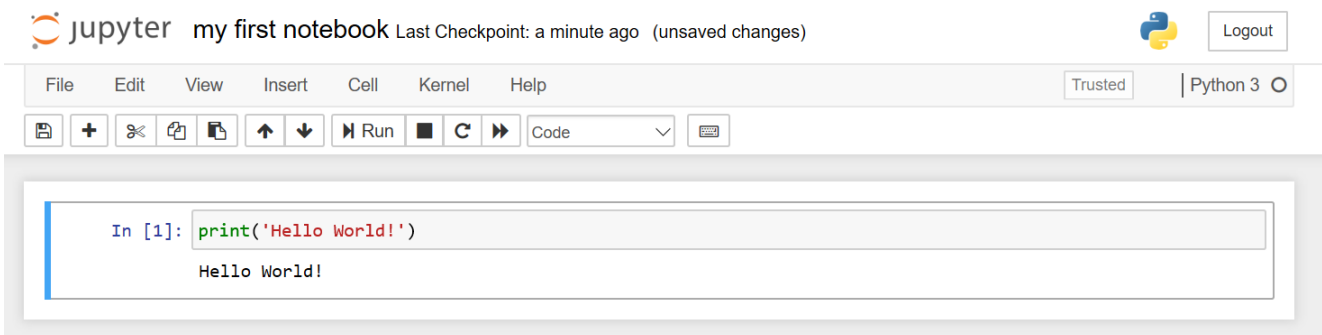 jupyter my first notebook Last Checkpoint: a minute ago (unsaved changes) Logout
File Edit View Insert Cell Kernel Help Trusted Python 3
Run Code
In [1]: print('Hello World!')
Hello World!